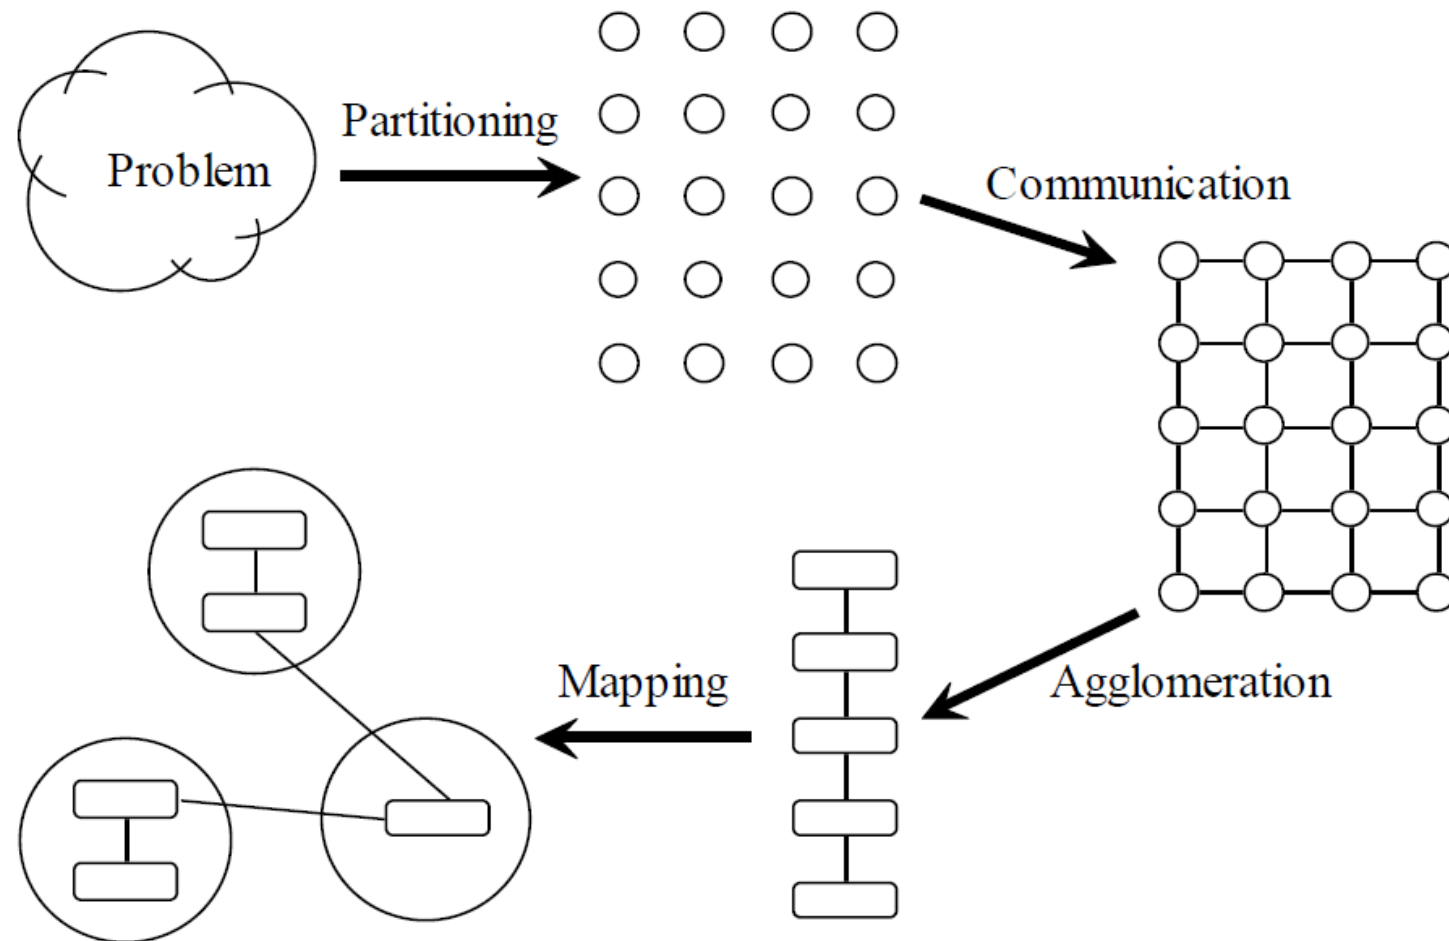 Problem
Partitioning
Communication
Agglomeration
Mapping